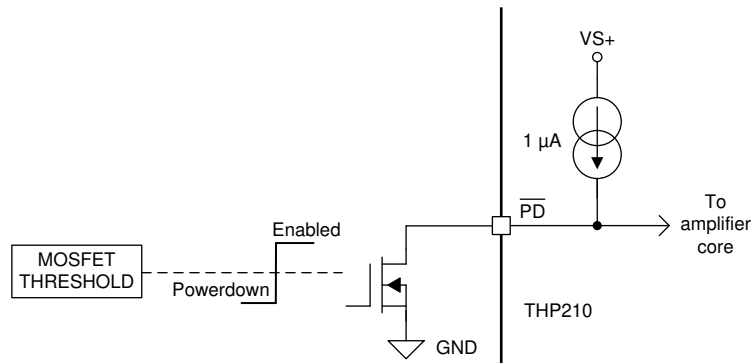 VS+
1 µA
PD
To
amplifier
core
Enabled
MOSFET
THRESHOLD
Powerdown
THP210
GND